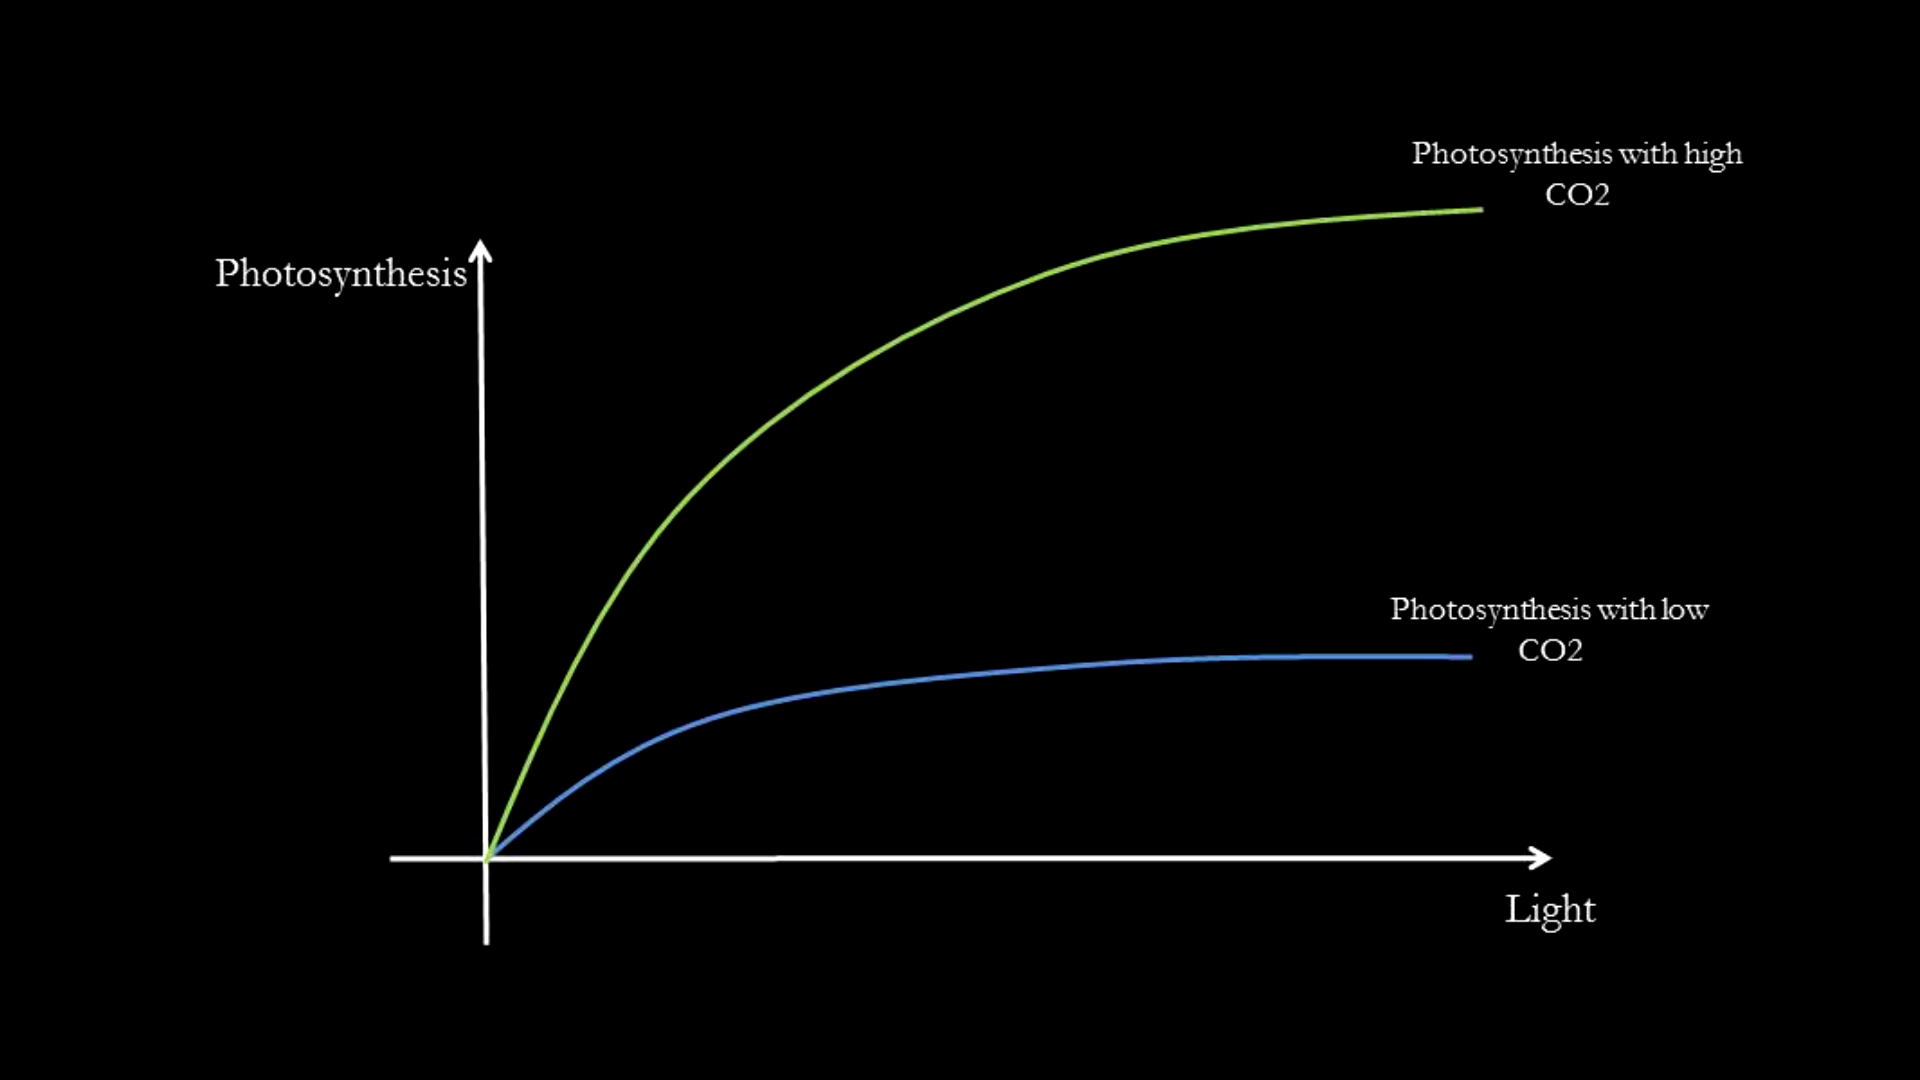 Photosynthesis with high
CO2
Photosynthesis
Photosynthesis with low
CO2
Light